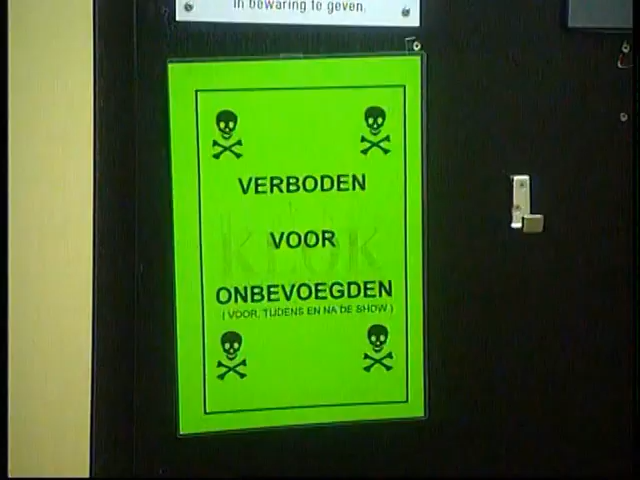 in bewaring te geven.
VERBODEN
VOOR
ONBEVOEGDEN
( VOOR, TIJDENS EN NA DE SHOW )